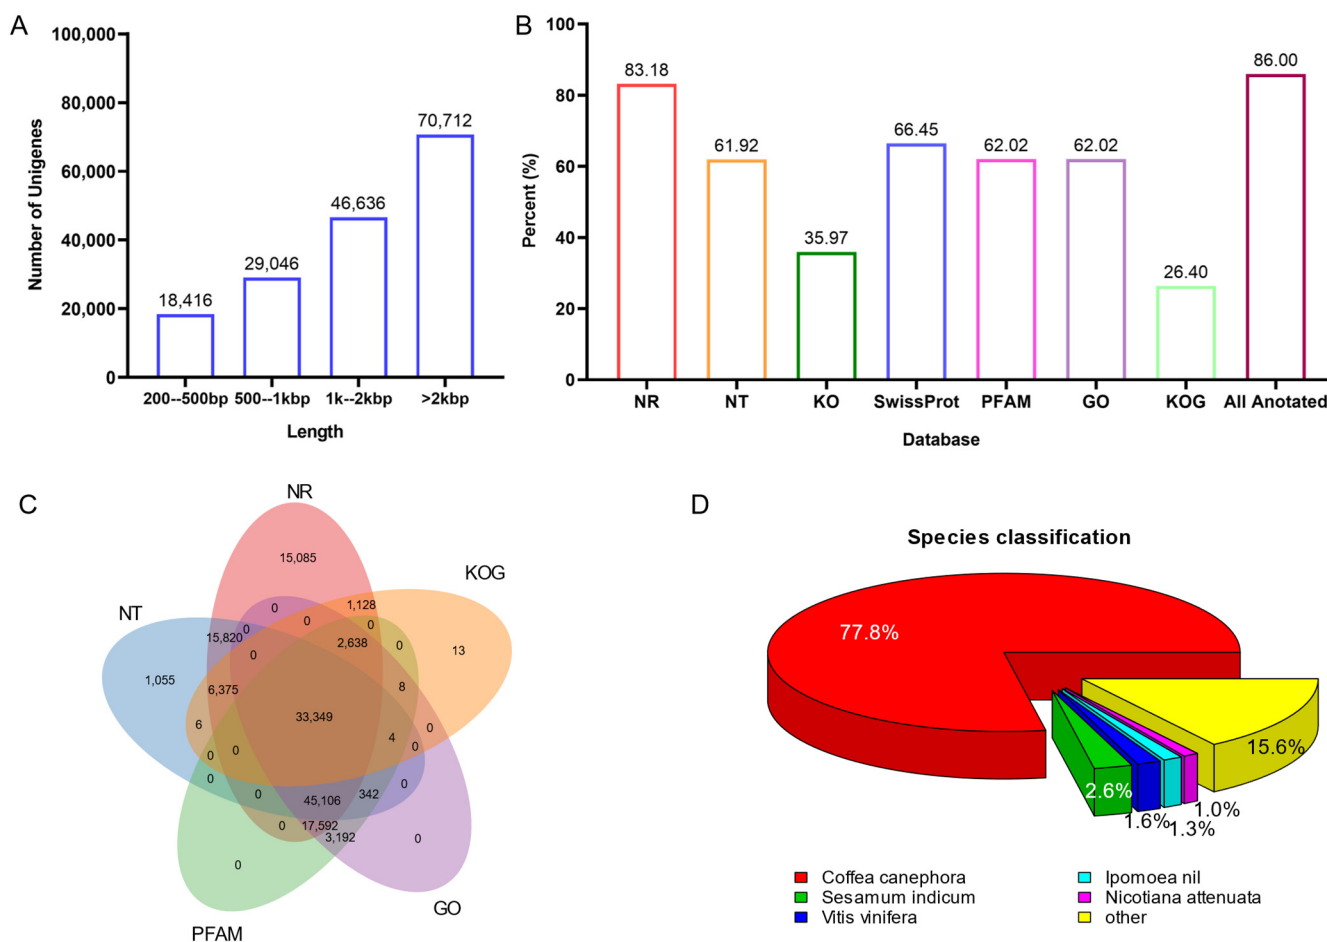 A
100,000
80,000
60,000
40,000
20,000
0
Number of Unigenes
18,416
29,046
46,636
70,712
200--500bp
500--1kbp
1k--2kbp
>2kbp
Length
B
100
80
60
40
20
0
Percent (%)
83.18
61.92
35.97
66.45
62.02
62.02
26.40
86.00
NR
NT
KO
SwissProt
PFAM
GO
KOG
All Anotated
Database
C
NR
KOG
NT
GO
PFAM
15,085
1,128
0
0
0
0
15,820
0
2,638
0
13
0
1,055
6,375
8
33,349
6
0
4
0
0
0
0
0
0
45,106
342
0
17,592
3,192
0
0
D
Species classification
77.8%
2.6%
1.6%
1.3%
1.0%
15.6%
Coffea canephora
Sesamum indicum
Vitis vinifera
Ipomoea nil
Nicotiana attenuata
other